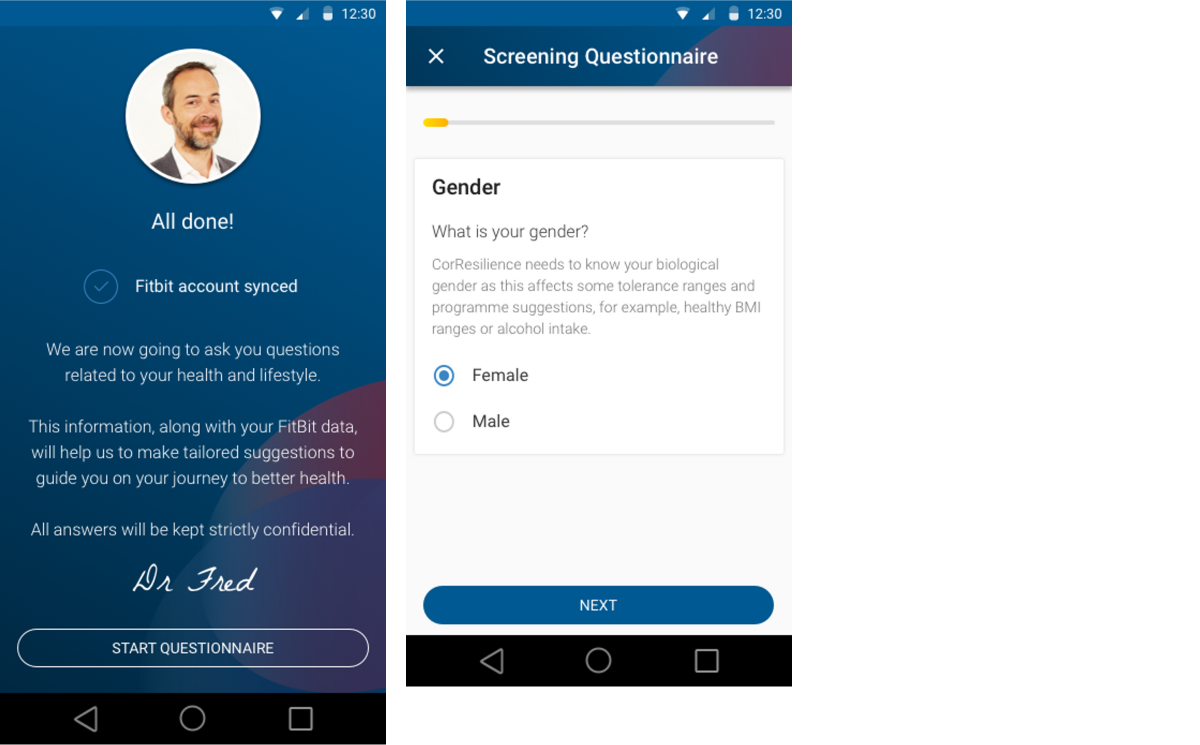 12:30
All done!
Fitbit account synced
We are now going to ask you questions
related to your health and lifestyle.
This information, along with your FitBit data,
will help us to make tailored suggestions to
guide you on your journey to better health.
All answers will be kept strictly confidential.
Dr Fred
START QUESTIONNAIRE
12:30
Screening Questionnaire
Gender
What is your gender?
CorResilience needs to know your biological
gender as this affects some tolerance ranges and
programme suggestions, for example, healthy BMI
ranges or alcohol intake.
Female
Male
NEXT